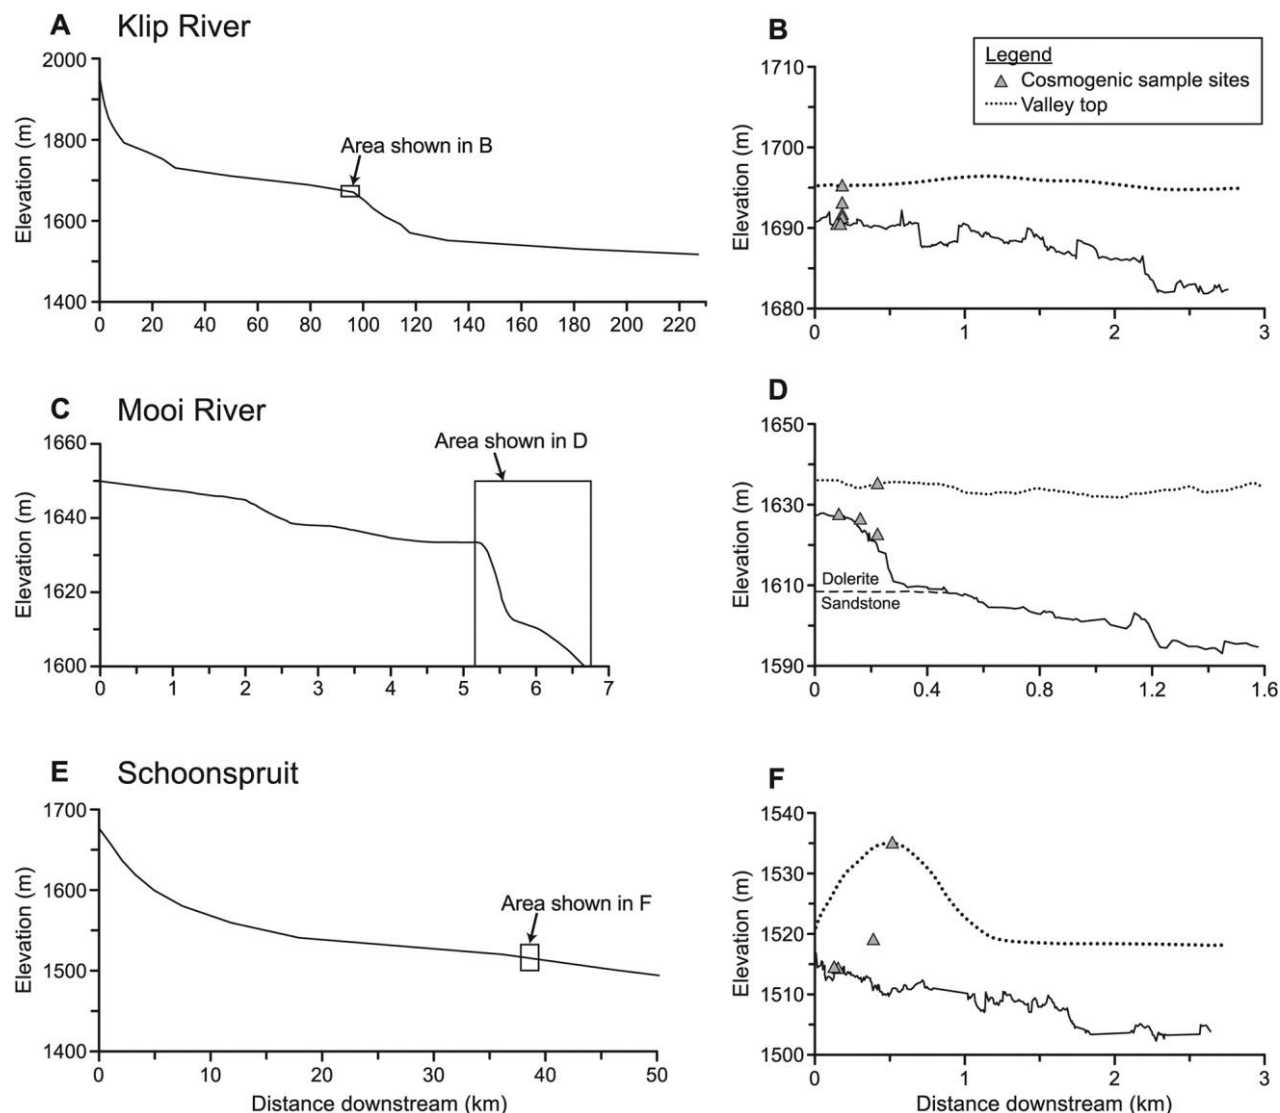 A Klip River
2000
1800
1600
1400
Elevation (m)
Area shown in B
0 20 40 60 80 100 120 140 160 180 200 220
B
Legend
Cosmogenic sample sites
Valley top
1710
1700
1690
1680
Elevation (m)
0 1 2 3
C Mooi River
1660
1640
1620
1600
Elevation (m)
Area shown in D
0 1 2 3 4 5 6 7
D
1650
1630
1610
1590
Elevation (m)
Dolerite
Sandstone
0 0.4 0.8 1.2 1.6
E Schoonspruit
1700
1600
1500
1400
Elevation (m)
Area shown in F
0 10 20 30 40 50
Distance downstream (km)
F
1540
1530
1520
1510
1500
Elevation (m)
0 1 2 3
Distance downstream (km)